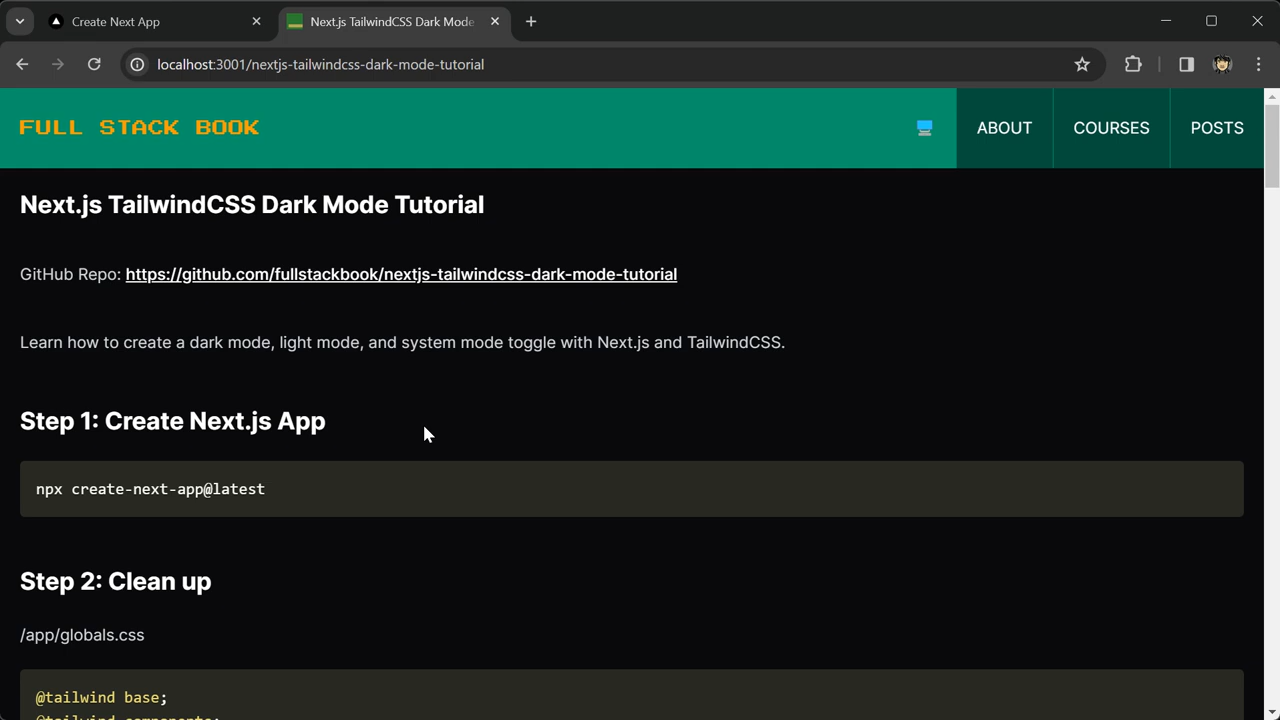 Create Next App
Next.js TailwindCSS Dark Mode
localhost:3001/nextjs-tailwindcss-dark-mode-tutorial
FULL STACK BOOK
ABOUT
COURSES
POSTS
Next.js TailwindCSS Dark Mode Tutorial
GitHub Repo: https://github.com/fullstackbook/nextjs-tailwindcss-dark-mode-tutorial
Learn how to create a dark mode, light mode, and system mode toggle with Next.js and TailwindCSS.
Step 1: Create Next.js App
npx create-next-app@latest
Step 2: Clean up
/app/globals.css
@tailwind base;
@tailwind components;